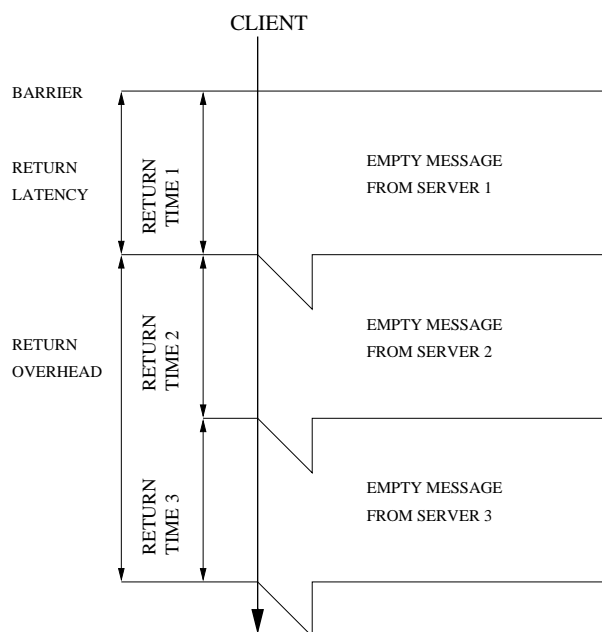 CLIENT
BARRIER
RETURN
LATENCY
RETURN
TIME 1
EMPTY MESSAGE
FROM SERVER 1
RETURN
OVERHEAD
RETURN
TIME 2
EMPTY MESSAGE
FROM SERVER 2
RETURN
TIME 3
EMPTY MESSAGE
FROM SERVER 3